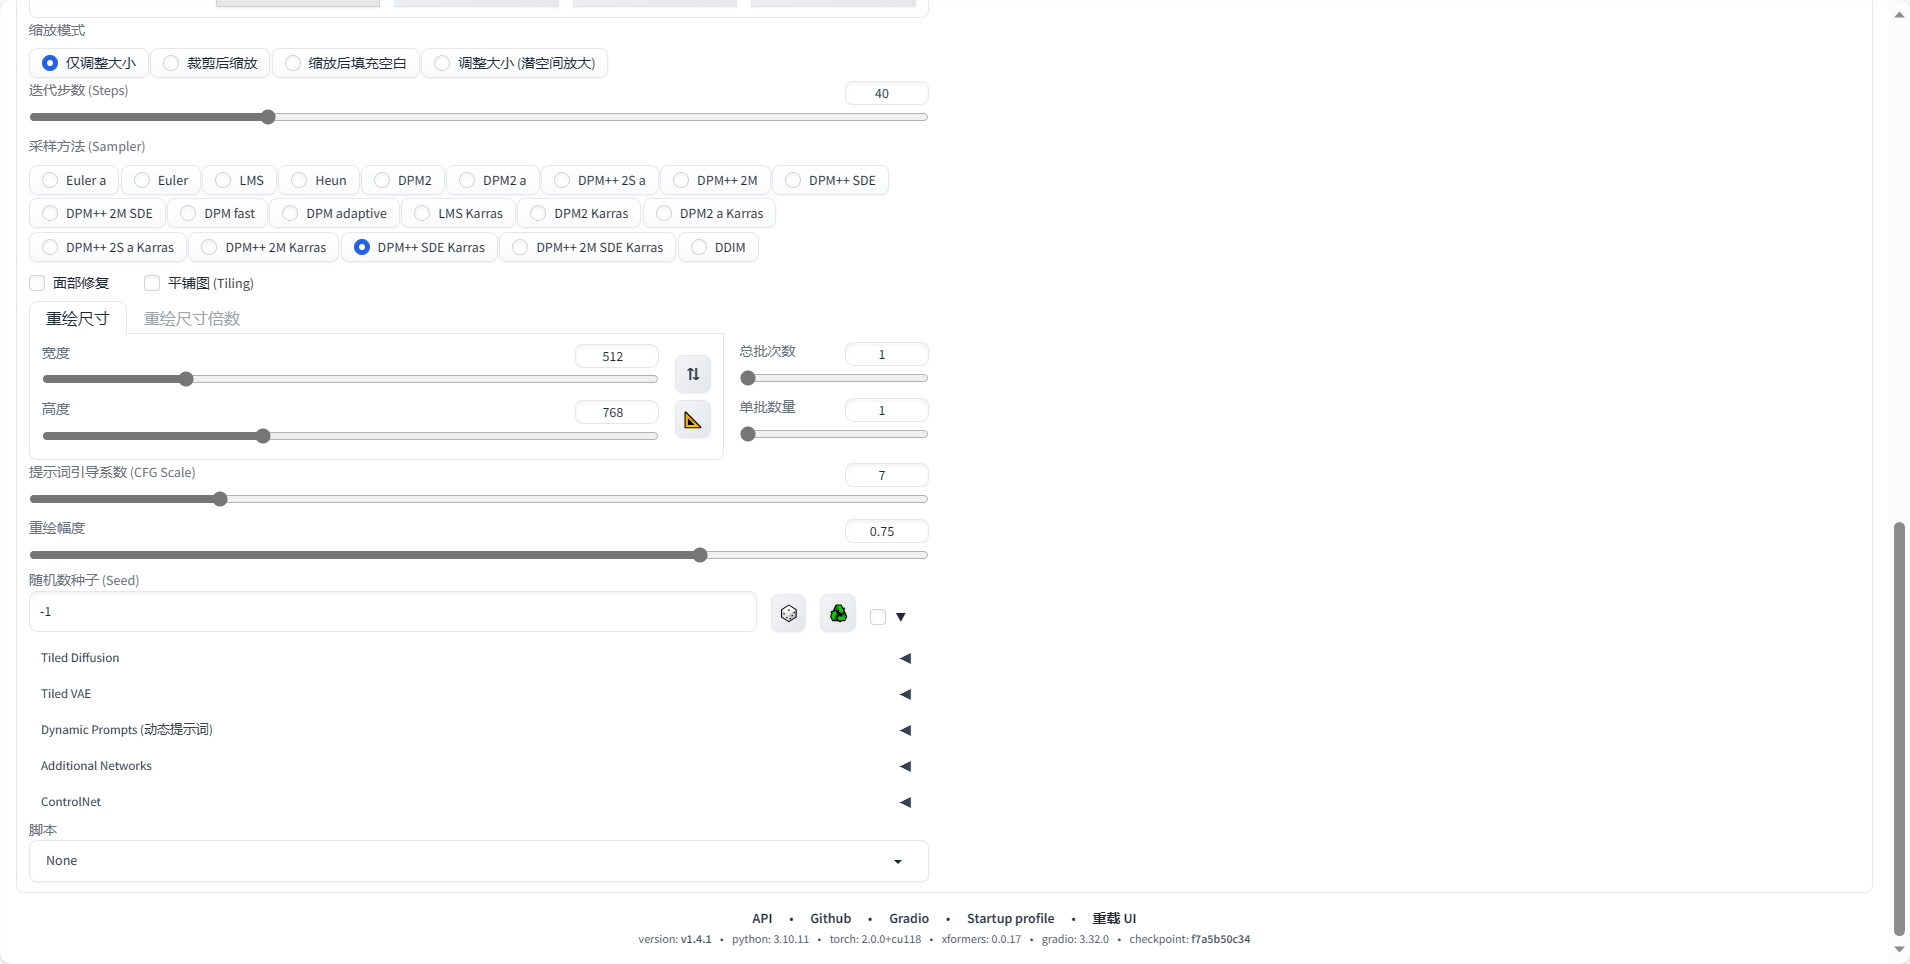 缩放模式
仅调整大小 裁剪后缩放 缩放后填充空白 调整大小 (潜空间放大)
迭代步数 (Steps) 40
采样方法 (Sampler)
Euler a Euler LMS Heun DPM2 DPM2 a DPM++ 2S a DPM++ 2M DPM++ SDE
DPM++ 2M SDE DPM fast DPM adaptive LMS Karras DPM2 Karras DPM2 a Karras
DPM++ 2S a Karras DPM++ 2M Karras DPM++ SDE Karras DPM++ 2M SDE Karras DDIM
面部修复 平铺图 (Tiling)
重绘尺寸 重绘尺寸倍数
宽度 512 总批次数 1
高度 768 单批数量 1
提示词引导系数 (CFG Scale) 7
重绘幅度 0.75
随机数种子 (Seed)
-1
Tiled Diffusion
Tiled VAE
Dynamic Prompts (动态提示词)
Additional Networks
ControlNet
脚本
None
API • Github • Gradio • Startup profile • 重载 UI
version: v1.4.1 • python: 3.10.11 • torch: 2.0.0+cu118 • xformers: 0.0.17 • gradio: 3.32.0 • checkpoint: f7a5b50c34